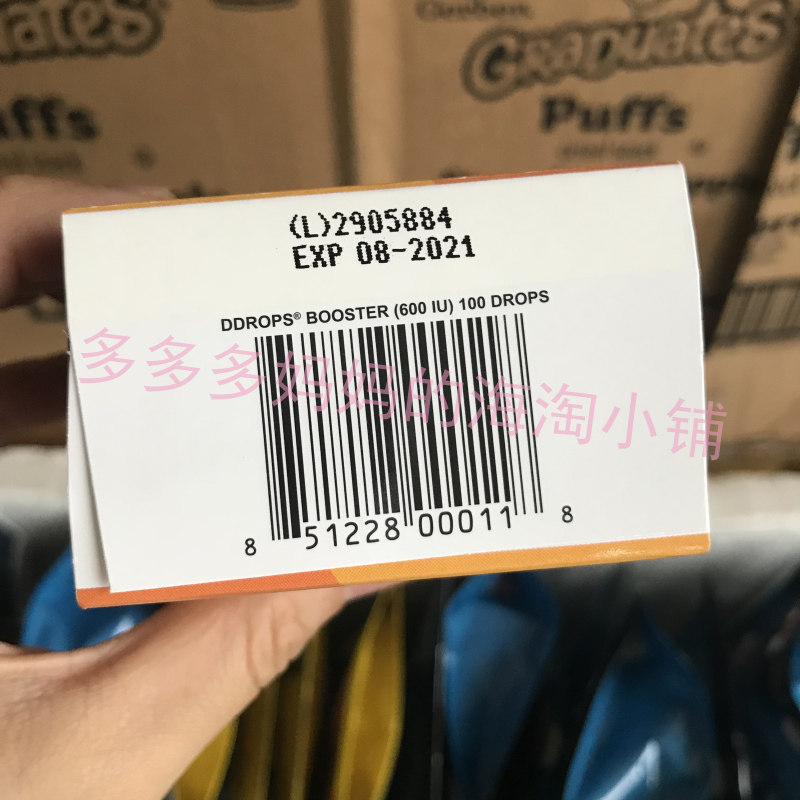 Graduates
Puffs
(L)2905884
EXP 08-2021
DDROPS® BOOSTER (600 IU) 100 DROPS
多多多妈妈的海淘小铺
8 51228 00011 8